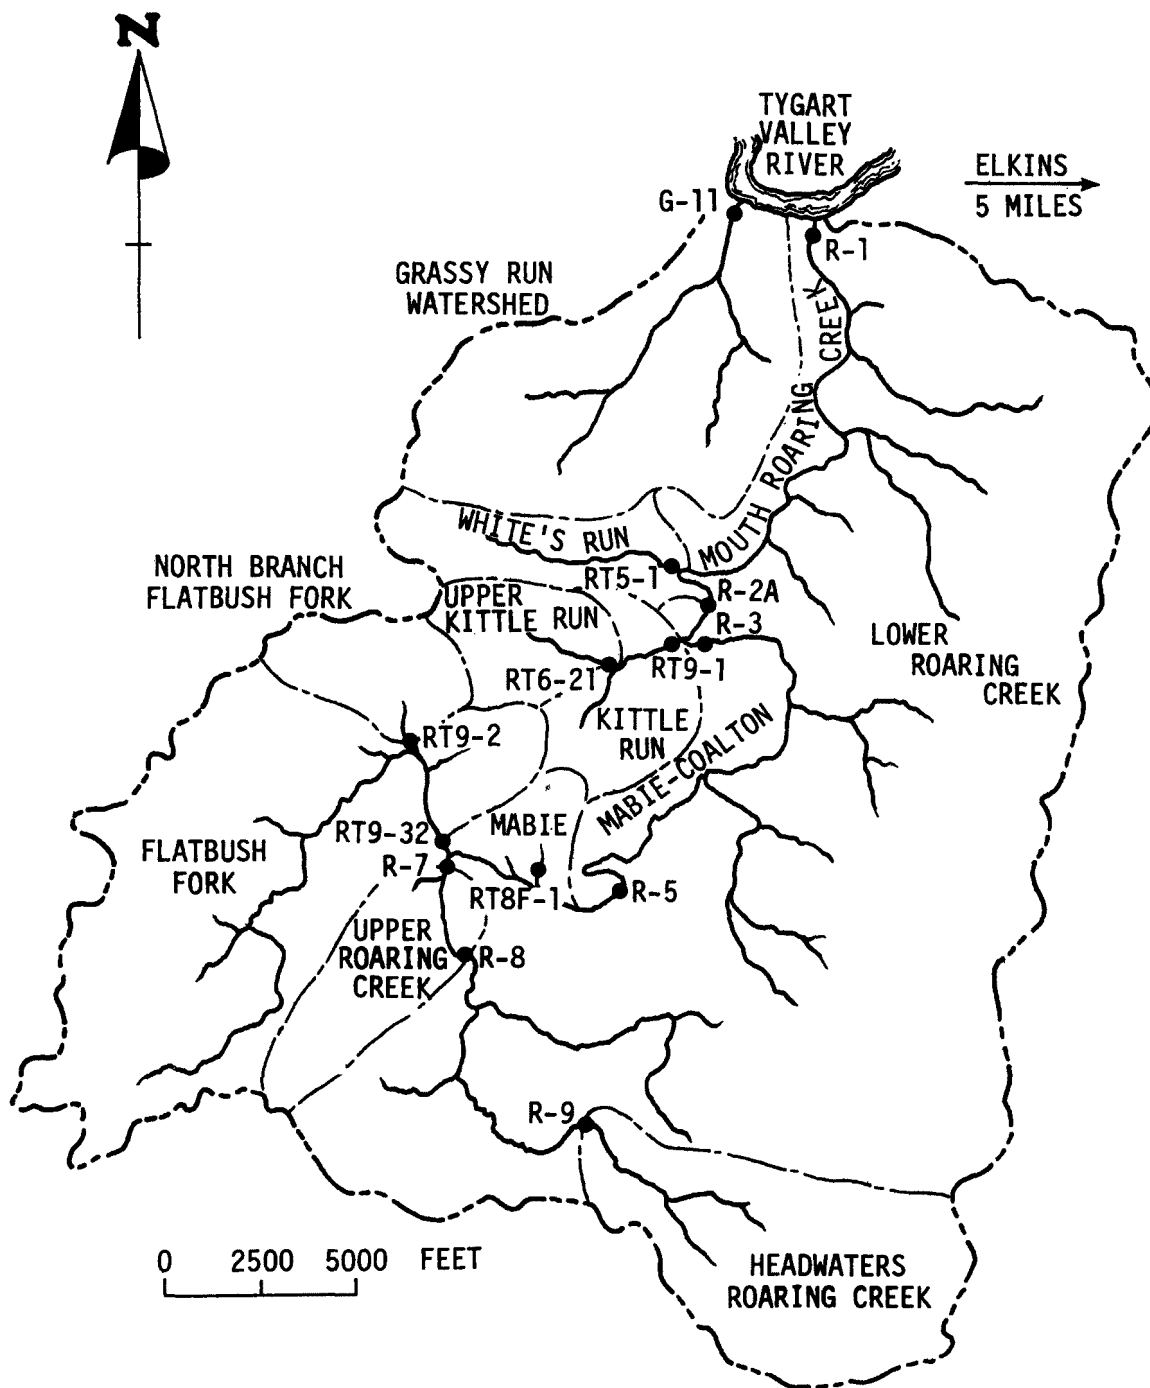 N
TYGART
VALLEY
RIVER
ELKINS
5 MILES
G-11
R-1
GRASSY RUN
WATERSHED
MOUTH ROARING CREEK
WHITE'S RUN
NORTH BRANCH
FLATBUSH FORK
RT5-1
R-2A
UPPER
KITTLE RUN
R-3
LOWER
ROARING
CREEK
RT6-21
RT9-1
KITTLE
RUN
RT9-2
MABIE-COALTON
MABIE
RT9-32
FLATBUSH
FORK
R-7
RT8F-1
R-5
UPPER
ROARING
CREEK
R-8
R-9
0 2500 5000 FEET
HEADWATERS
ROARING CREEK